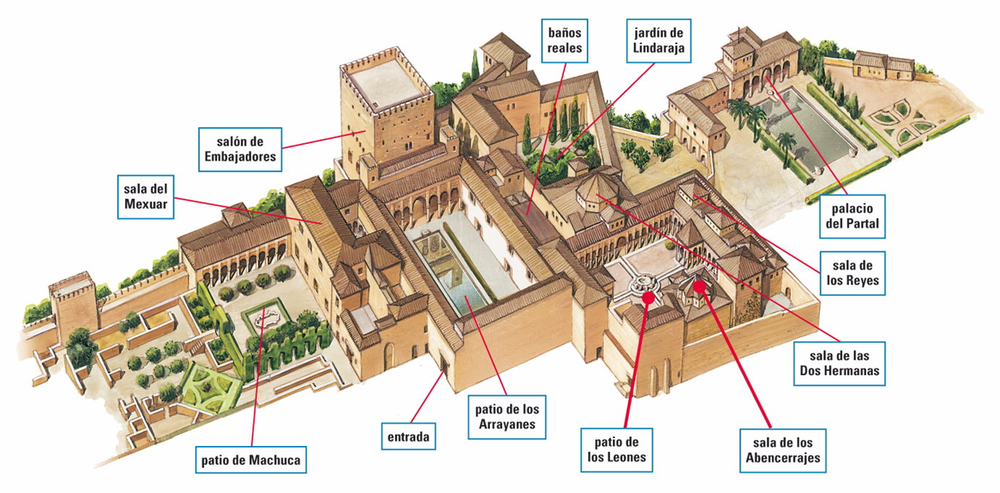 baños
reales
jardín de
Lindaraja
salón de
Embajadores
sala del
Mexuar
palacio
del Partal
sala de
los Reyes
sala de las
Dos Hermanas
patio de los
Arrayanes
entrada
patio de
los Leones
sala de los
Abencerrajes
patio de Machuca